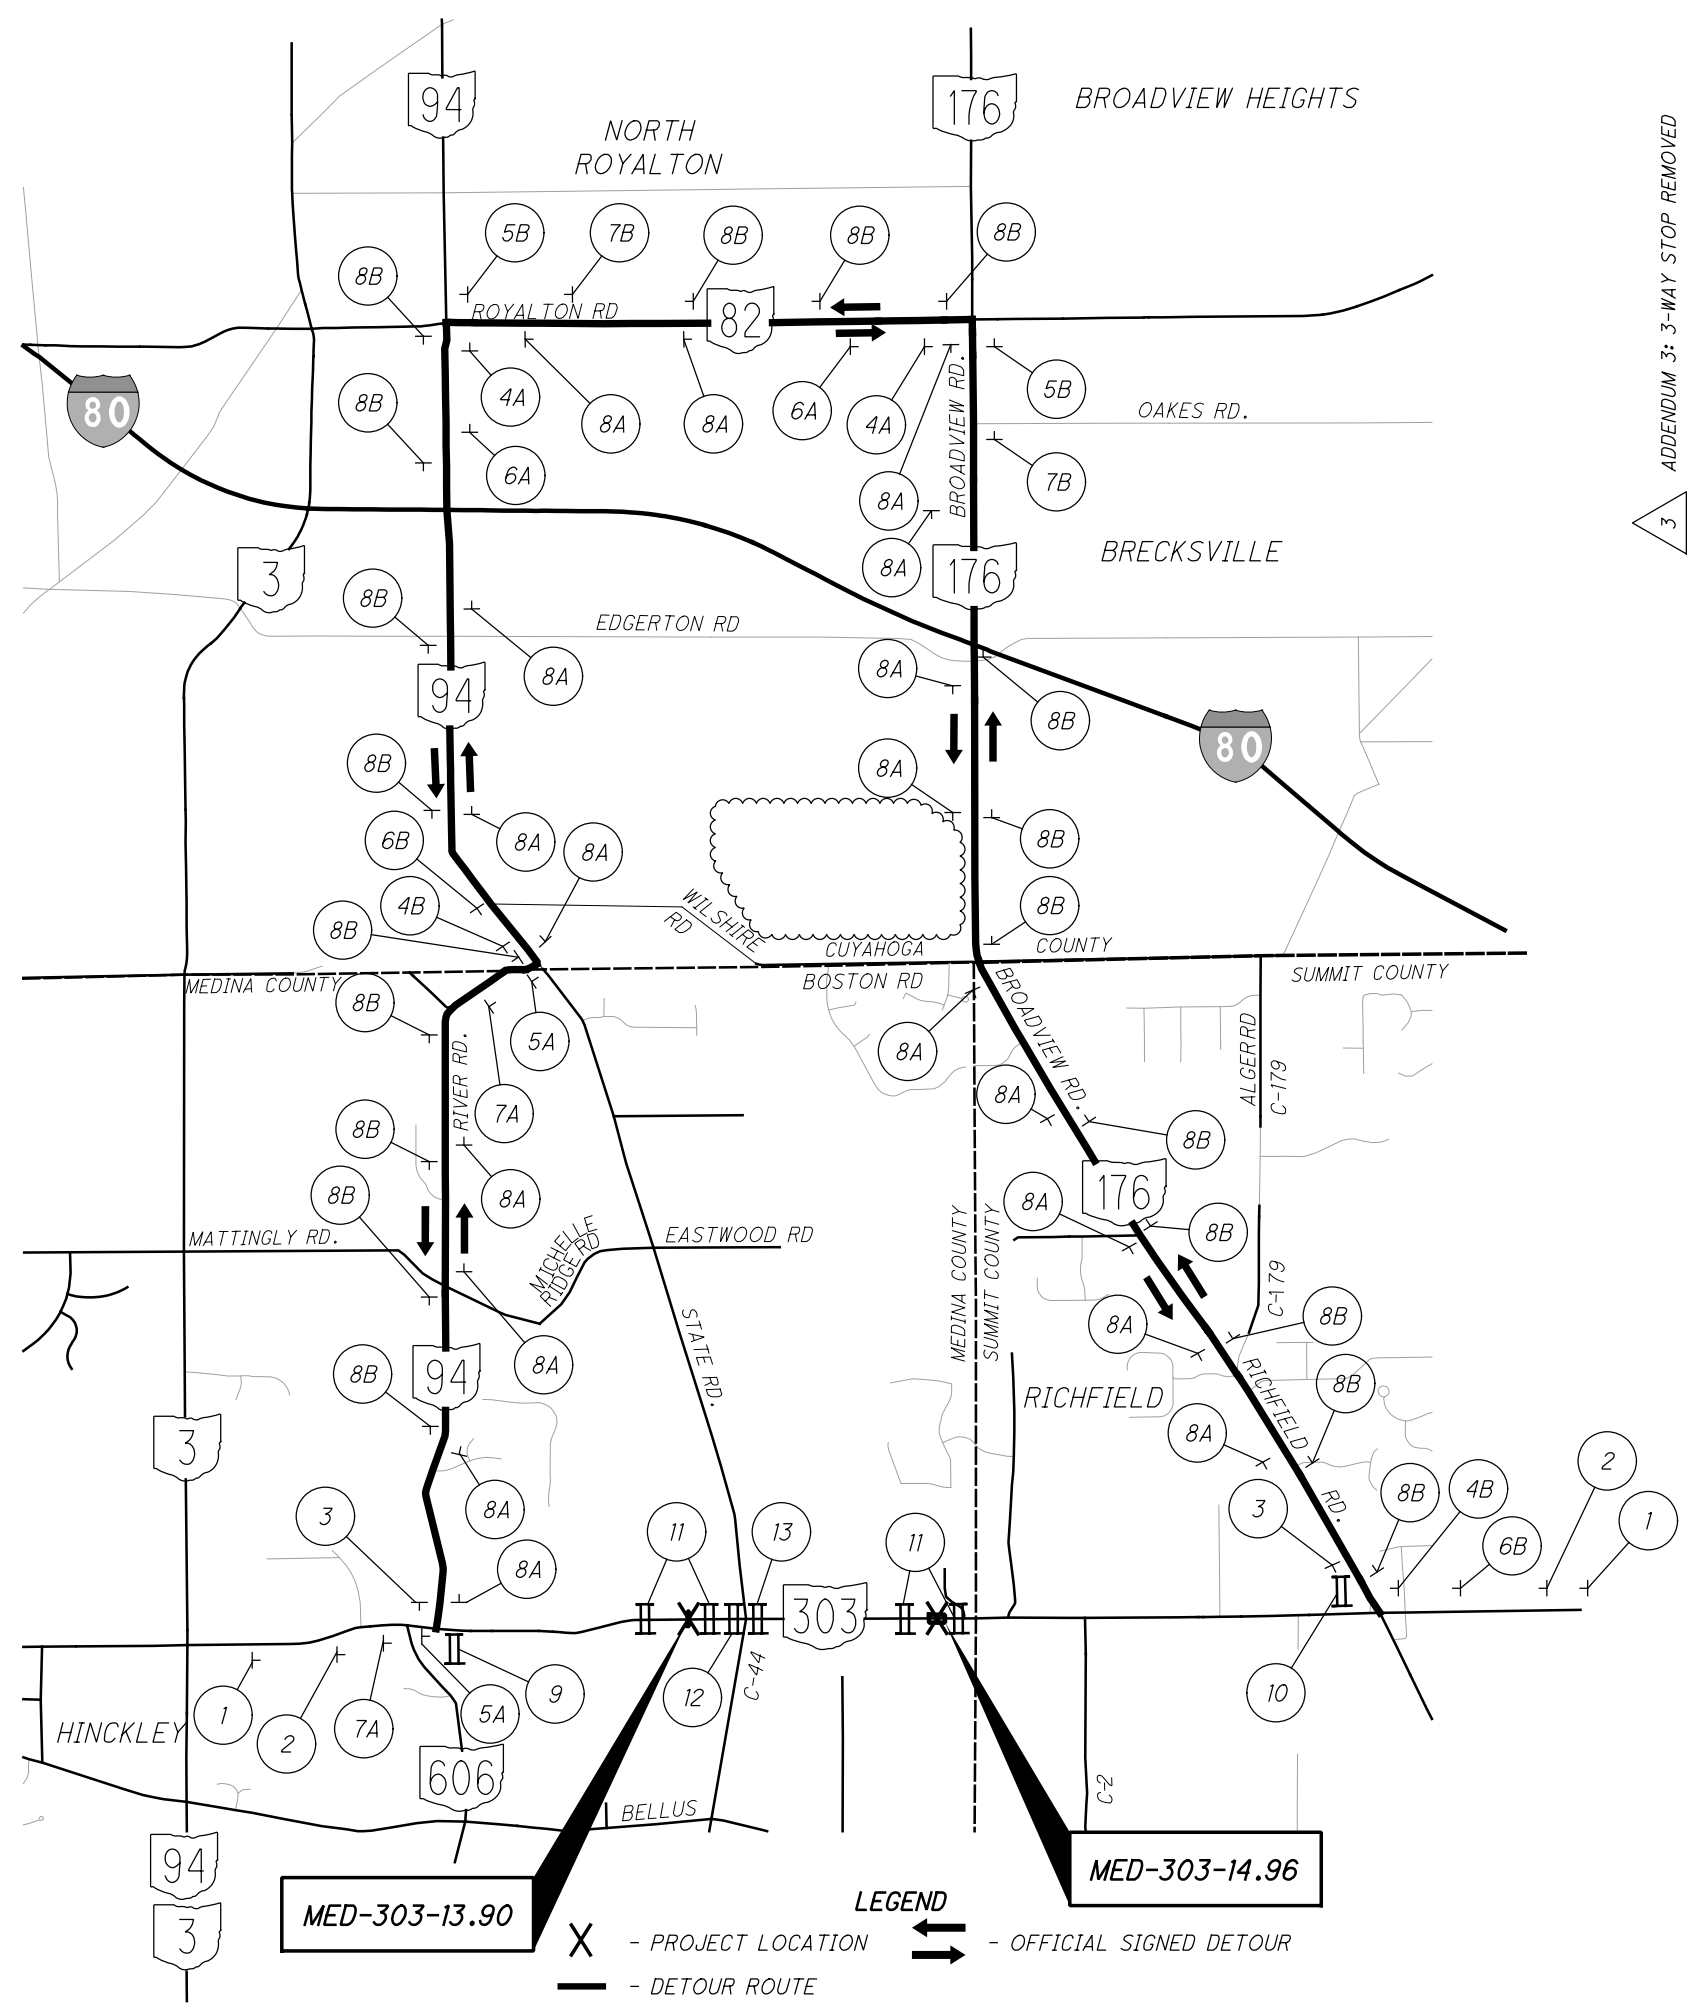 94
176
BROADVIEW HEIGHTS
NORTH
ROYALTON
ADDENDUM 3: 3-WAY STOP REMOVED
3
5B
7B
8B
8B
8B
8B
ROYALTON RD
82
80
8B
4A
8A
8A
6A
4A
5B
OAKES RD.
BROADVIEW RD.
6A
8A
7B
8A
176
BRECKSVILLE
3
8B
EDGERTON RD
8A
94
8A
8B
80
8B
8A
6B
8A
8A
8B
4B
8B
WILSHIRE
RD
8B
CUYAHOGA
COUNTY
MEDINA COUNTY
BOSTON RD
SUMMIT COUNTY
8B
5A
8A
BROADVIEW RD.
ALGERRD
C-179
RIVER RD.
7A
8A
8B
8B
8A
8B
8A
176
8B
MATTINGLY RD.
MICHELLE
RIDGERD
EASTWOOD RD
MEDINA COUNTY
SUMMIT COUNTY
C-179
8A
8B
8A
8B
94
STATE RD.
RICHFIELD
RICHFIELD
RD.
8B
3
8A
8A
3
8A
11
13
11
303
3
8B
4B
2
6B
1
10
1
2
7A
5A
9
12
C-44
HINCKLEY
606
BELLUS
C-2
94
3
MED-303-13.90
MED-303-14.96
LEGEND
- PROJECT LOCATION
- OFFICIAL SIGNED DETOUR
- DETOUR ROUTE